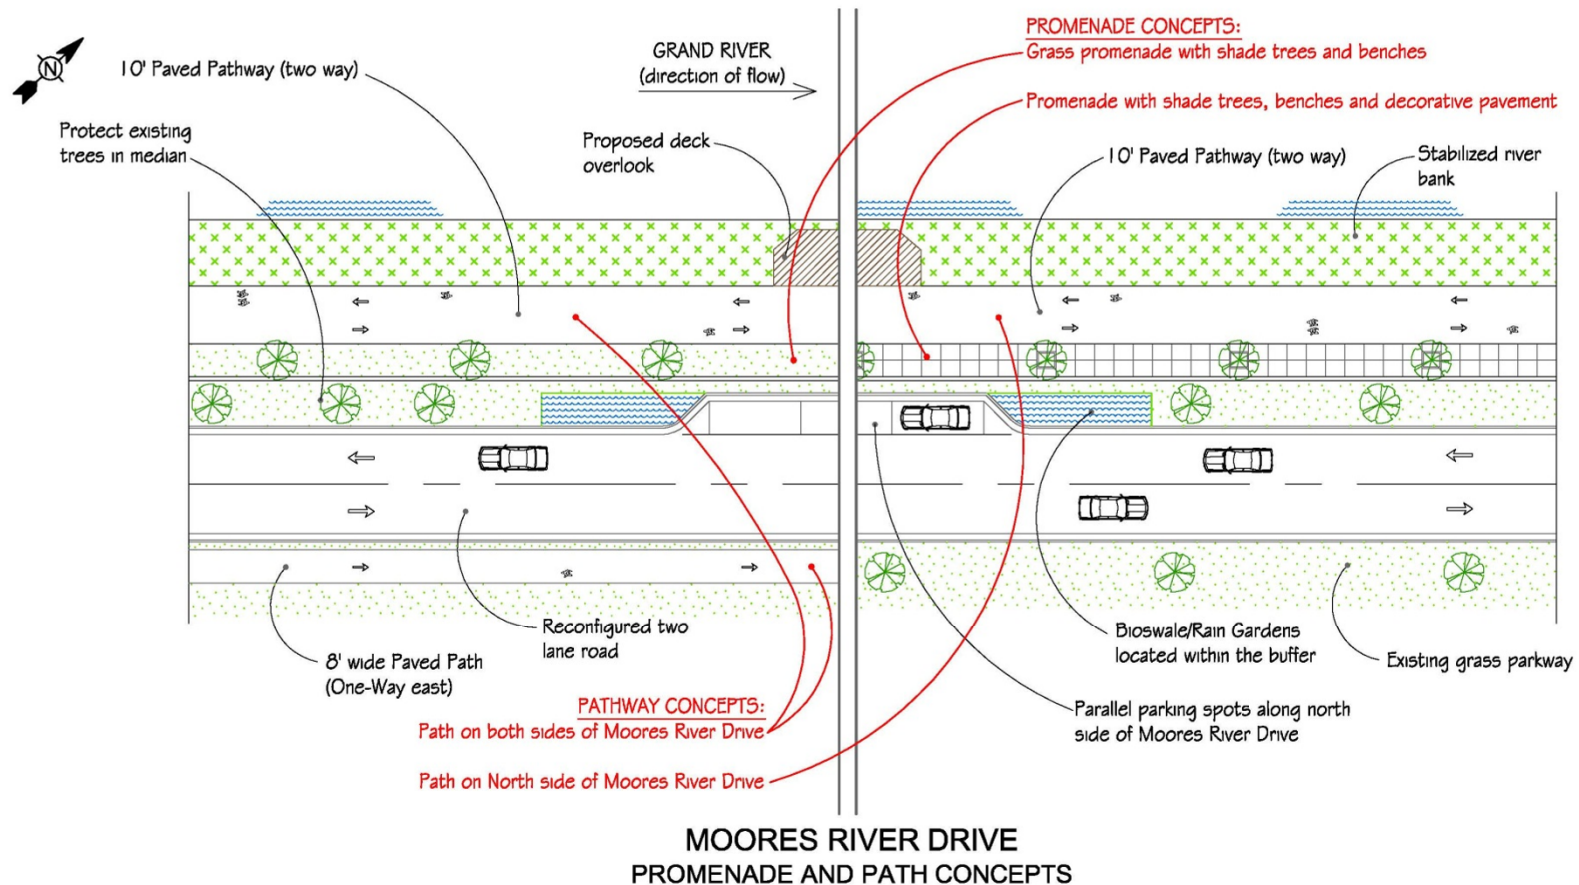 N
10' Paved Pathway (two way)
Protect existing
trees in median
GRAND RIVER
(direction of flow)
Proposed deck
overlook
PROMENADE CONCEPTS:
Grass promenade with shade trees and benches
Promenade with shade trees, benches and decorative pavement
10' Paved Pathway (two way)
Stabilized river
bank
8' wide Paved Path
(One-Way east)
Reconfigured two
lane road
PATHWAY CONCEPTS:
Path on both sides of Moores River Drive
Path on North side of Moores River Drive
Bioswale/Rain Gardens
located within the buffer
Existing grass parkway
Parallel parking spots along north
side of Moores River Drive
MOORES RIVER DRIVE
PROMENADE AND PATH CONCEPTS